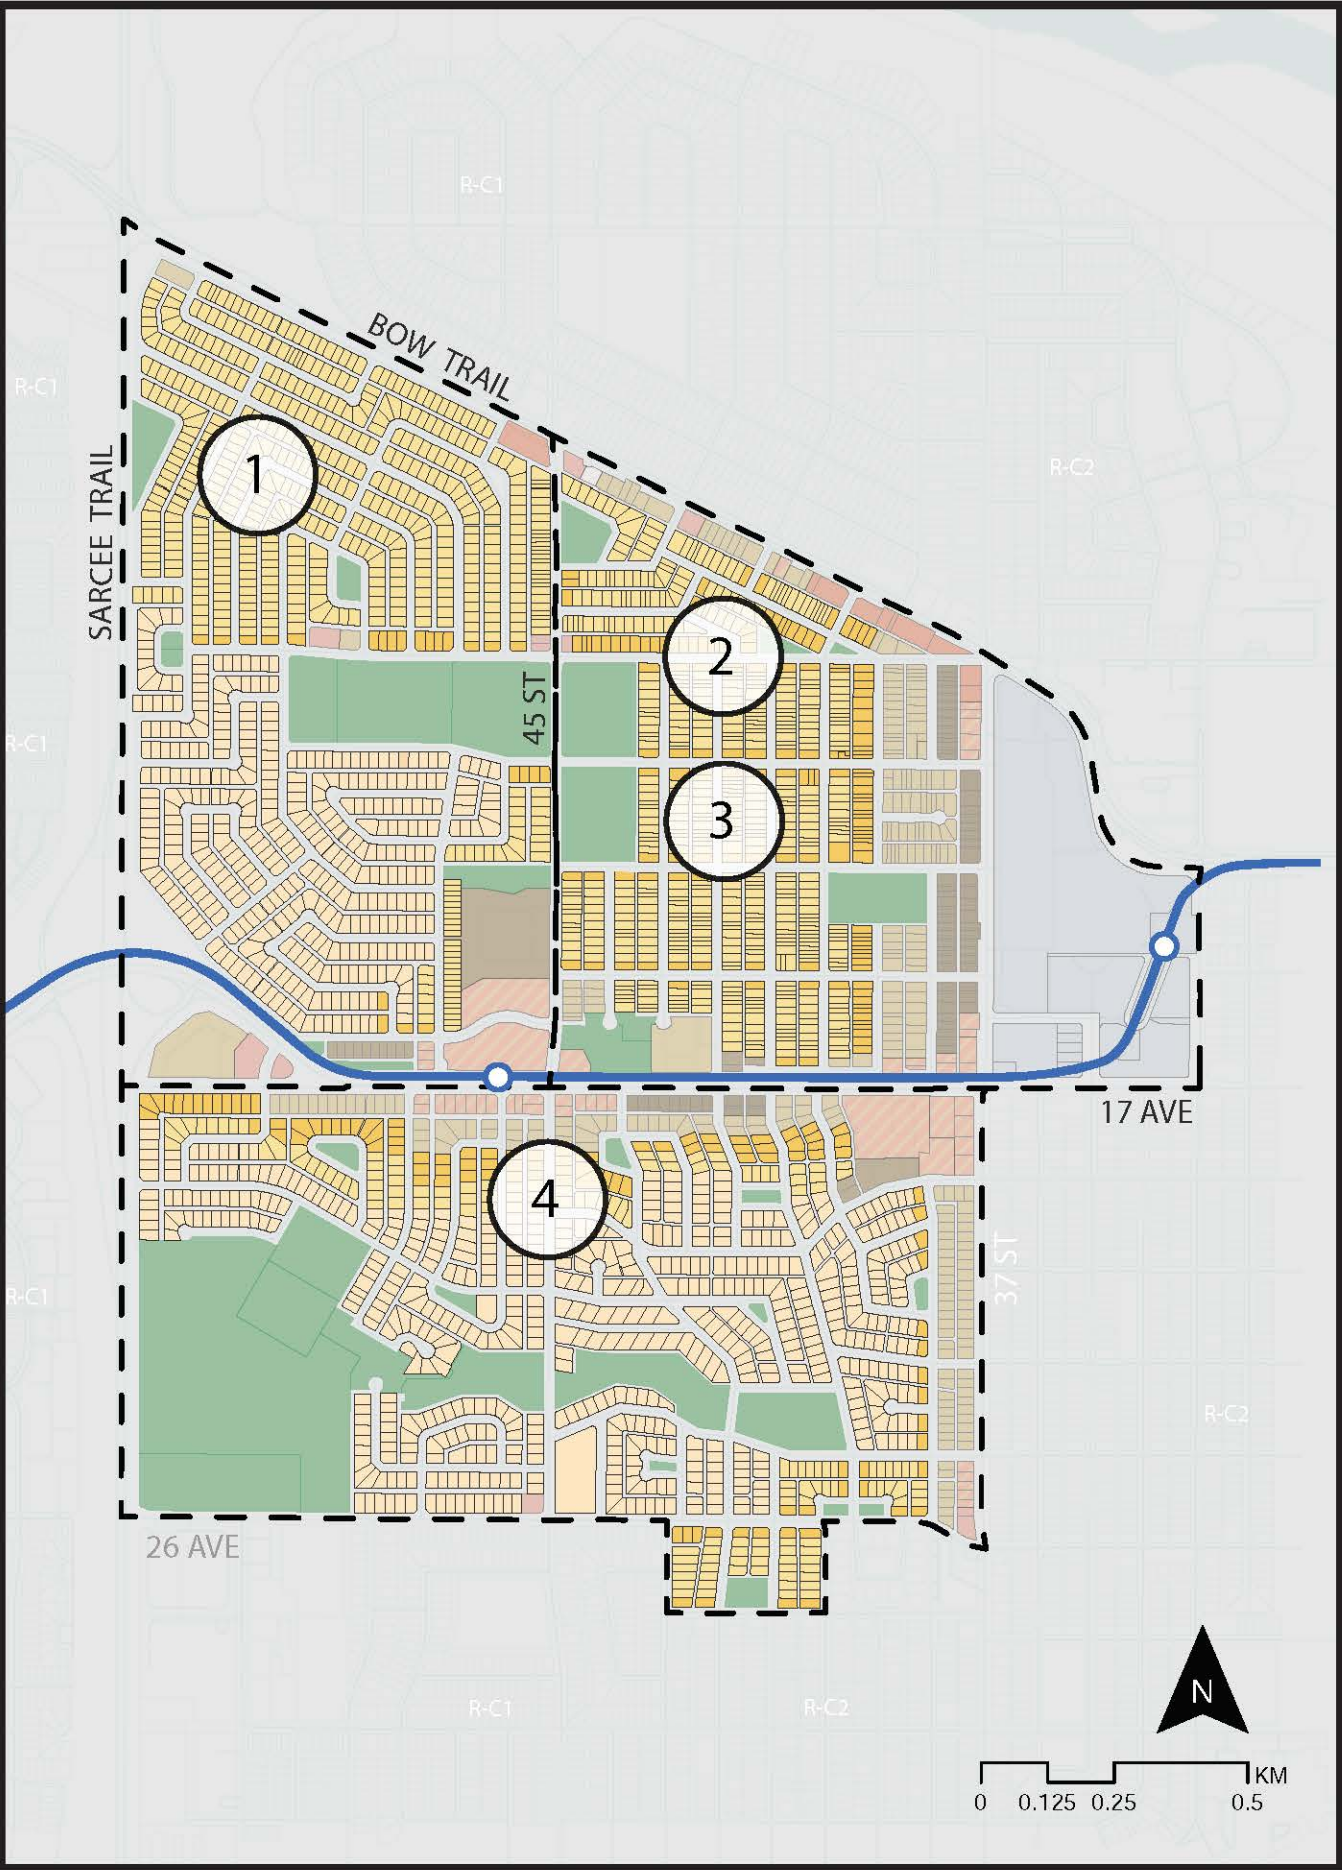 R-C1
BOW TRAIL
R-C1
R-C2
SARCEE TRAIL
1
2
45 ST
R-C1
3
17 AVE
4
37 ST
R-C1
R-C2
26 AVE
R-C1
R-C2
N
KM
0 0.125 0.25 0.5